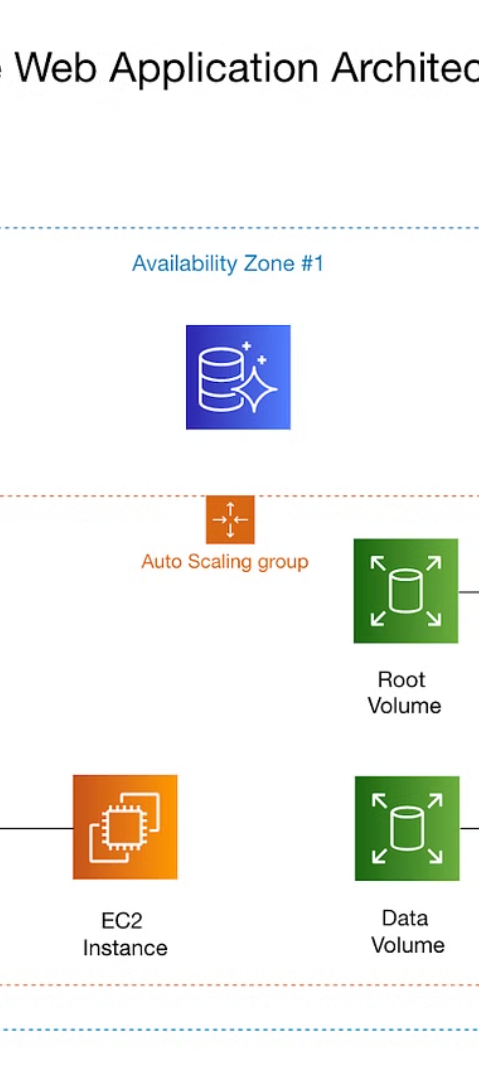 Web Application Architec
Availability Zone #1
Auto Scaling group
Root
Volume
EC2
Instance
Data
Volume